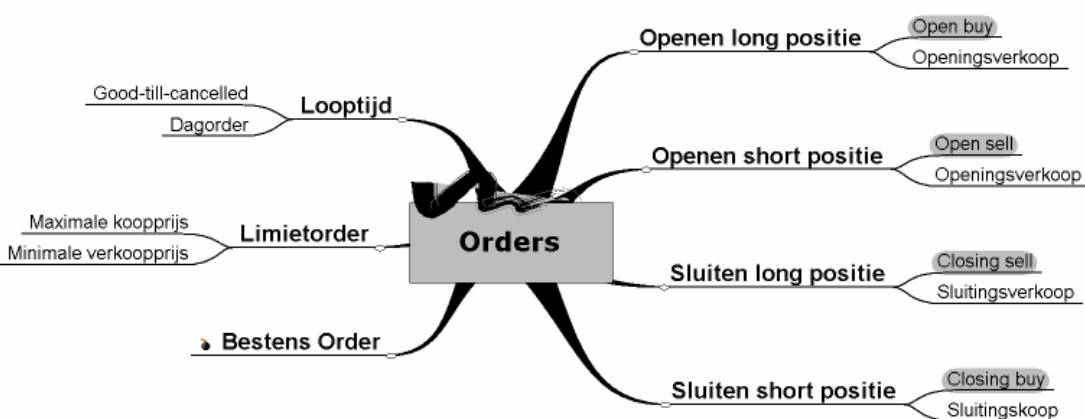 Orders
Openen long positie
Open buy
Openingsverkoop
Openen short positie
Open sell
Openingsverkoop
Sluiten long positie
Closing sell
Sluitingsverkoop
Sluiten short positie
Closing buy
Sluitingskoop
Looptijd
Good-till-cancelled
Dagorder
Limietorder
Maximale koopprijs
Minimale verkoopprijs
Bestens Order